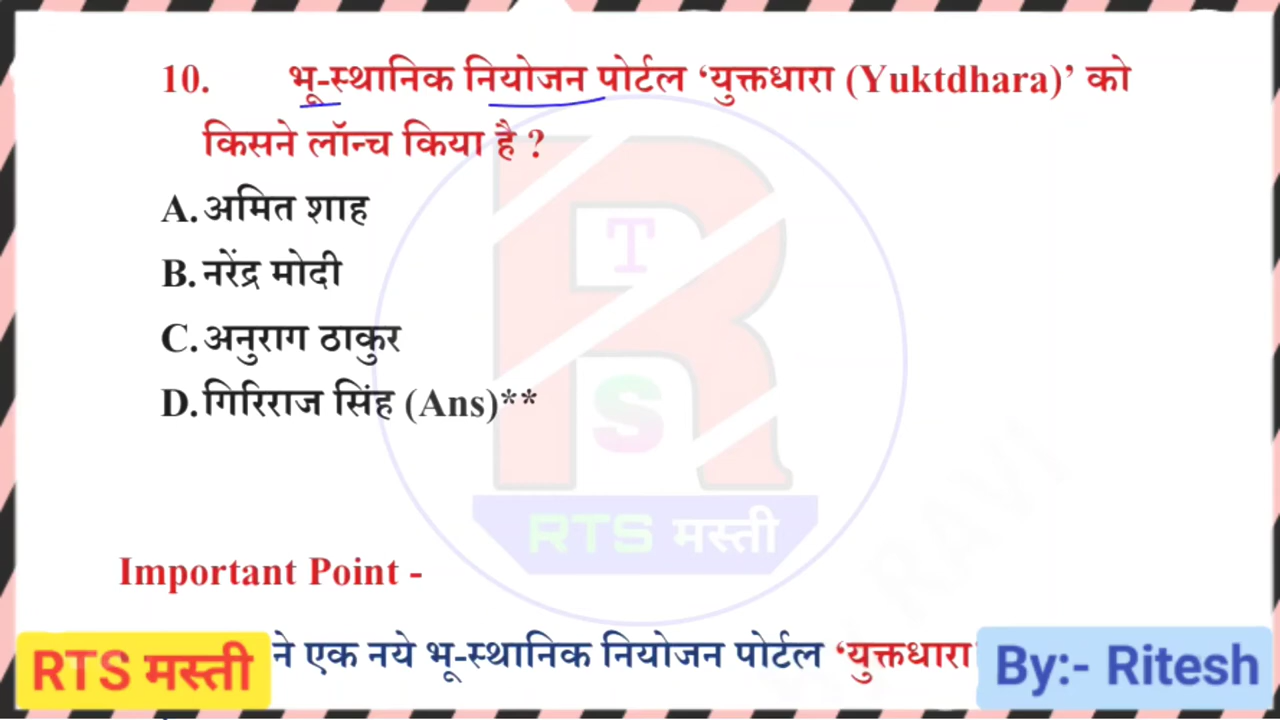 10. भू-स्थानिक नियोजन पोर्टल ‘युक्तधारा (Yuktdhara)’ को
किसने लॉन्च किया है ?
A. अमित शाह
B. नरेंद्र मोदी
C. अनुराग ठाकुर
D. गिरिराज सिंह (Ans)**
T
R
S
RTS मस्ती
RAVI
Important Point -
ने एक नये भू-स्थानिक नियोजन पोर्टल ‘युक्तधारा
RTS मस्ती
By:- Ritesh